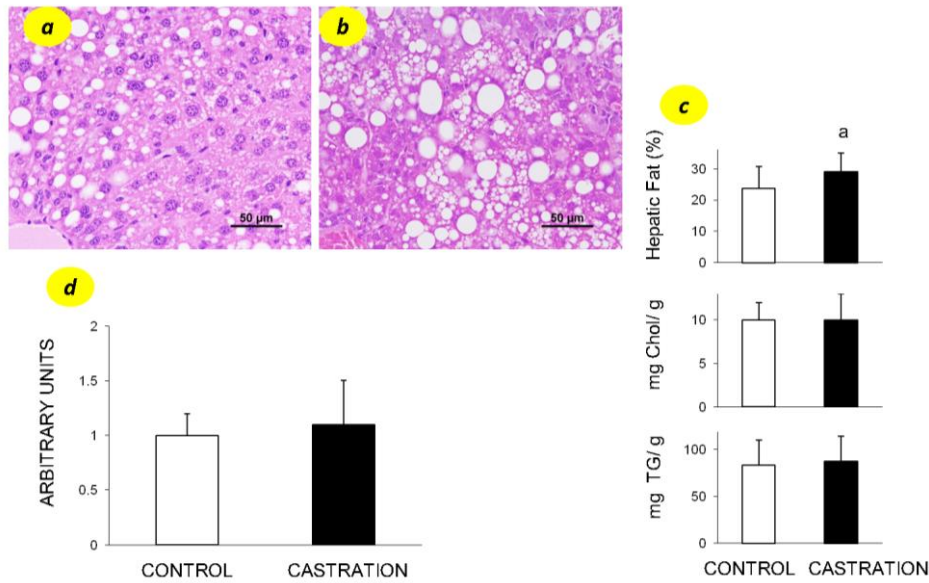 a
b
50 µm
50 µm
c
a
Hepatic Fat (%)
30
20
10
0
mg Chol/ g
10
5
0
mg TG/ g
100
50
0
CONTROL CASTRATION
d
ARBITRARY UNITS
2
1.5
1
0.5
0
CONTROL CASTRATION